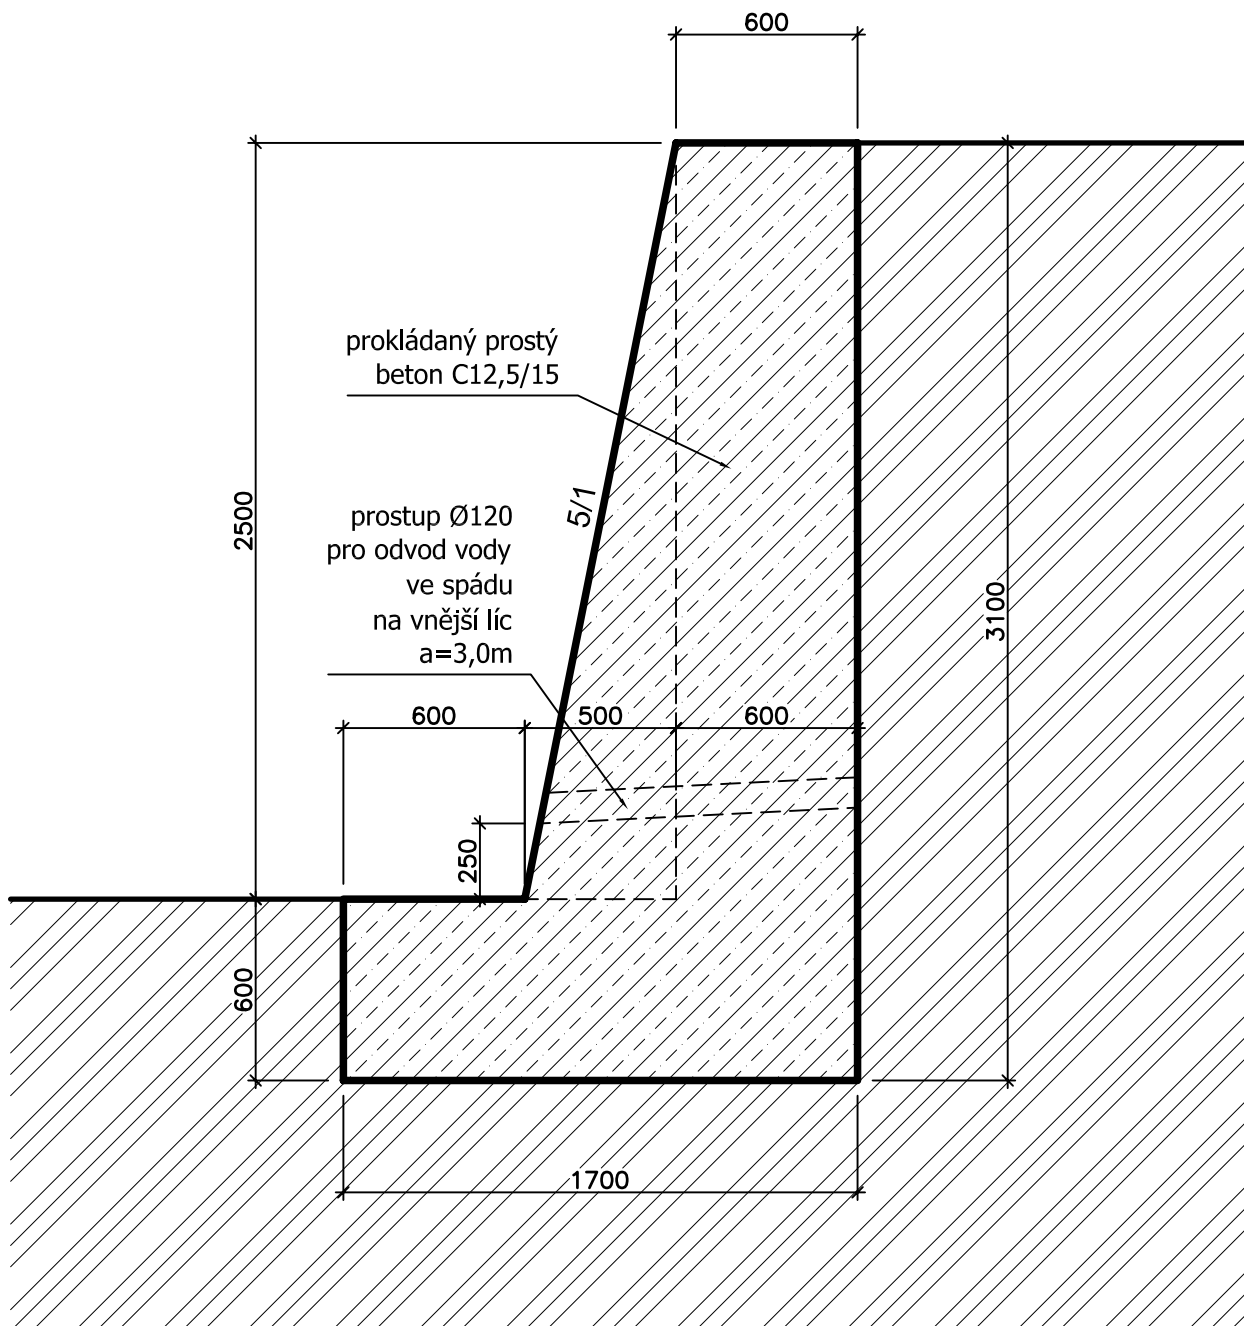 600
prokládaný prostý
beton C12,5/15
5/1
2500
prostup Ø120
pro odvod vody
ve spádu
na vnější líc
a=3,0m
3100
600
500
600
250
600
1700